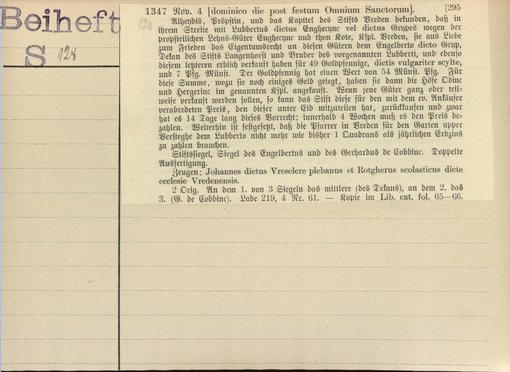 Beiheft
S 128
[295
1347 Nov. 4 [dominico die post festum Omnium Sanctorum].
128
Alheydis, Pröpstin, und das Kapitel des Stifts Vreden bekunden, daß in
ihrem Streite mit Lubbertus dictus Engheryne vel dictus Grypes wegen der
propsteilichen Lehns-Güter Engheryne und thon Kote, Kspl. Vreden, sie aus Liebe
zum Frieden das Eigentumsrecht an diesen Gütern dem Engelberte dicto Gryp,
Dekan des Stifts Langenhorst und Bruder des vorgenannten Lubberti, und ebenso
diesem letzteren erblich verkauft haben für 49 Goldpfennige, dictis vulgariter scylte,
und 7 Pfg. Münst. Der Goldpfennig hat einen Wert von 54 Münst. Pfg. Für
diese Summe, wozu sie noch einiges Geld gelegt, haben sie dann die Höfe Odinc
und Hergerinc im genannten Kspl. angekauft. Wenn jene Güter ganz oder teil-
weise verkauft werden sollen, so kann das Stift diese für den mit dem ev. Ankäufer
verabredeten Preis, den dieser unter Eid mitzuteilen hat, zurückkaufen und zwar
hat es 14 Tage lang dieses Vorrecht; innerhalb 4 Wochen muß es den Preis be-
zahlen. Weiterhin ist festgesetzt, daß die Pfarrer in Vreden für den Garten upper
Versteghe dem Lubberto nicht mehr wie bisher 1 Quadrans als jährlichen Erbzins
zu zahlen brauchen.
Stiftssiegel, Siegel des Engelbertus und des Gerhardus de Cobbinc. Doppelte
Ausfertigung.
Zeugen: Johannes dictus Vreselere plebanus et Rotgherus scolasticus dicte
ecclesie Vredenensis.
2 Orig. An dem 1. von 3 Siegeln das mittlere (des Dekans), an dem 2. das
3. (G. de Cobbinc). Lade 219, 4 Nr. 61. — Kopie im Lib. cat. fol. 65—66.